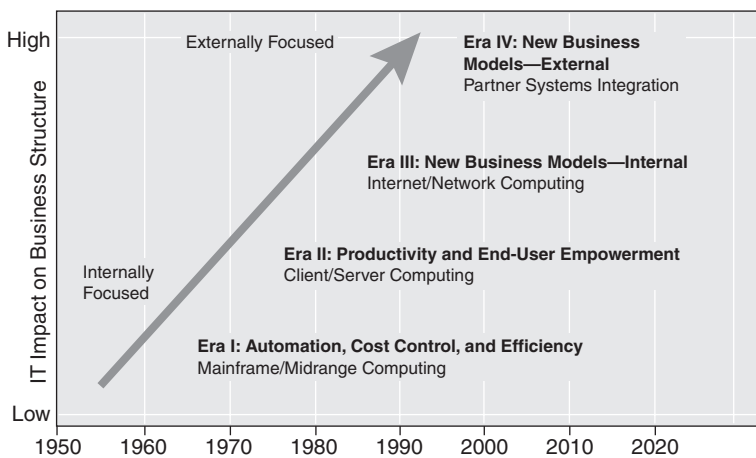 IT Impact on Business Structure
High
Low
Externally Focused
Era IV: New Business
Models—External
Partner Systems Integration
Era III: New Business Models—Internal
Internet/Network Computing
Internally
Focused
Era II: Productivity and End-User Empowerment
Client/Server Computing
Era I: Automation, Cost Control, and Efficiency
Mainframe/Midrange Computing
1950 1960 1970 1980 1990 2000 2010 2020